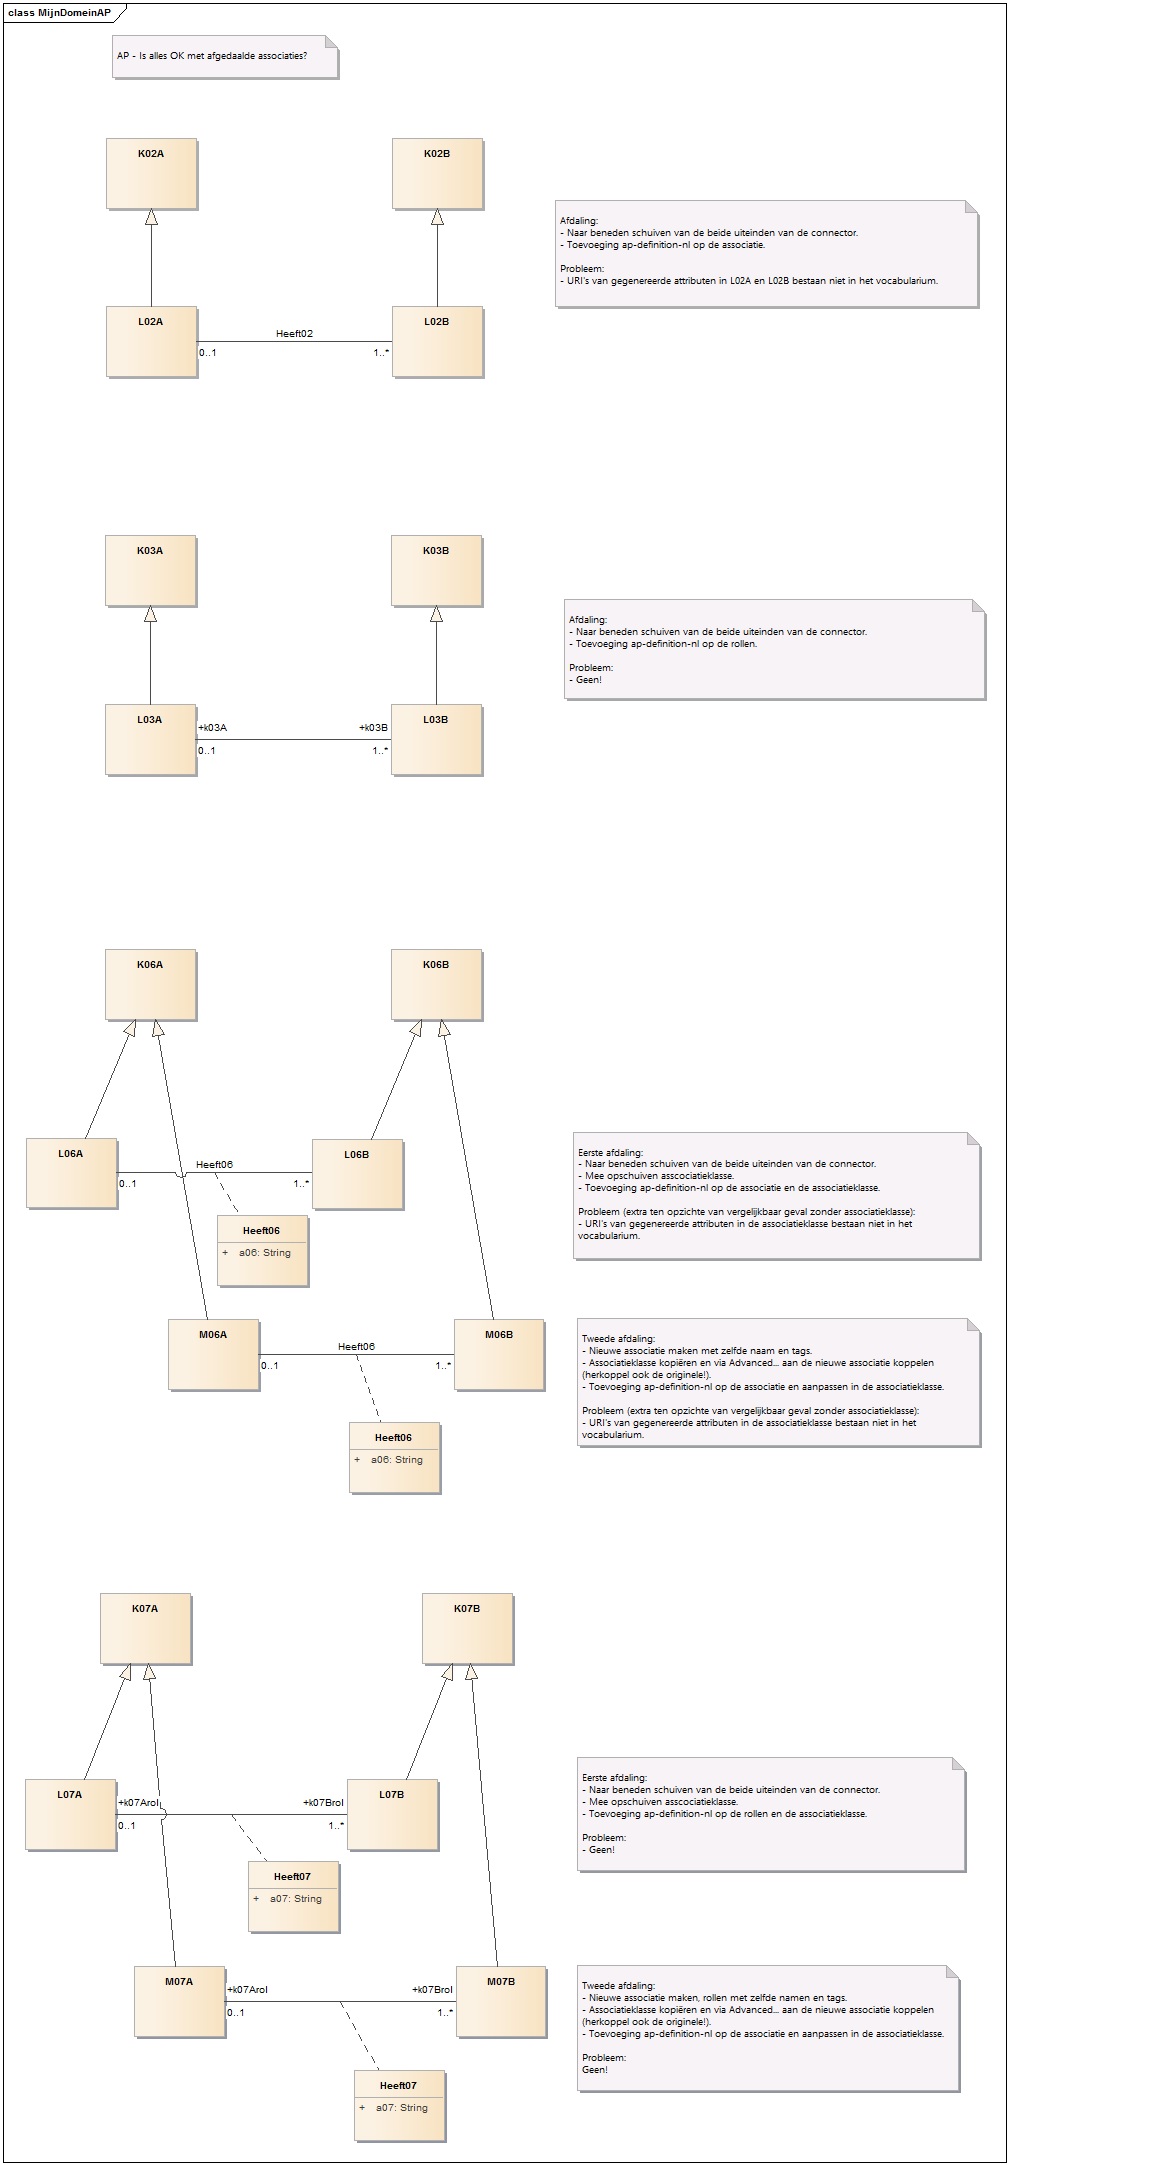 class MijnDomeinAP
AP - Is alles OK met afgedaalde associaties?
K02A
K02B
Afdaling:
- Naar beneden schuiven van de beide uiteinden van de connector.
- Toevoeging ap-definition-nl op de associatie.
Probleem:
- URI's van gegenereerde attributen in L02A en L02B bestaan niet in het vocabularium.
L02A
L02B
Heeft02
0..1
1..*
K03A
K03B
Afdaling:
- Naar beneden schuiven van de beide uiteinden van de connector.
- Toevoeging ap-definition-nl op de rollen.
Probleem:
- Geen!
L03A
L03B
+k03A
+k03B
0..1
1..*
K06A
K06B
L06A
L06B
Heeft06
0..1
1..*
Eerste afdaling:
- Naar beneden schuiven van de beide uiteinden van de connector.
- Mee opschuiven asscocatieklasse.
- Toevoeging ap-definition-nl op de associatie en de associatieklasse.
Probleem (extra ten opzichte van vergelijkbaar geval zonder associatieklasse):
- URI's van gegenereerde attributen in de associatieklasse bestaan niet in het
vocabularium.
Heeft06
+ a06: String
M06A
M06B
Heeft06
0..1
1..*
Tweede afdaling:
- Nieuwe associatie maken met zelfde naam en tags.
- Associatieklasse kopiëren en via Advanced... aan de nieuwe associatie koppelen
(herkoppel ook de originele!).
- Toevoeging ap-definition-nl op de associatie en aanpassen in de associatieklasse.
Probleem (extra ten opzichte van vergelijkbaar geval zonder associatieklasse):
- URI's van gegenereerde attributen in de associatieklasse bestaan niet in het
vocabularium.
Heeft06
+ a06: String
K07A
K07B
L07A
L07B
+k07Arol
+k07Brol
0..1
1..*
Eerste afdaling:
- Naar beneden schuiven van de beide uiteinden van de connector.
- Mee opschuiven asscociatieklasse.
- Toevoeging ap-definition-nl op de rollen en de associatieklasse.
Probleem:
- Geen!
Heeft07
+ a07: String
M07A
M07B
+k07Arol
+k07Brol
0..1
1..*
Tweede afdaling:
- Nieuwe associatie maken, rollen met zelfde namen en tags.
- Associatieklasse kopiëren en via Advanced... aan de nieuwe associatie koppelen
(herkoppel ook de originele!).
- Toevoeging ap-definition-nl op de associatie en aanpassen in de associatieklasse.
Probleem:
Geen!
Heeft07
+ a07: String